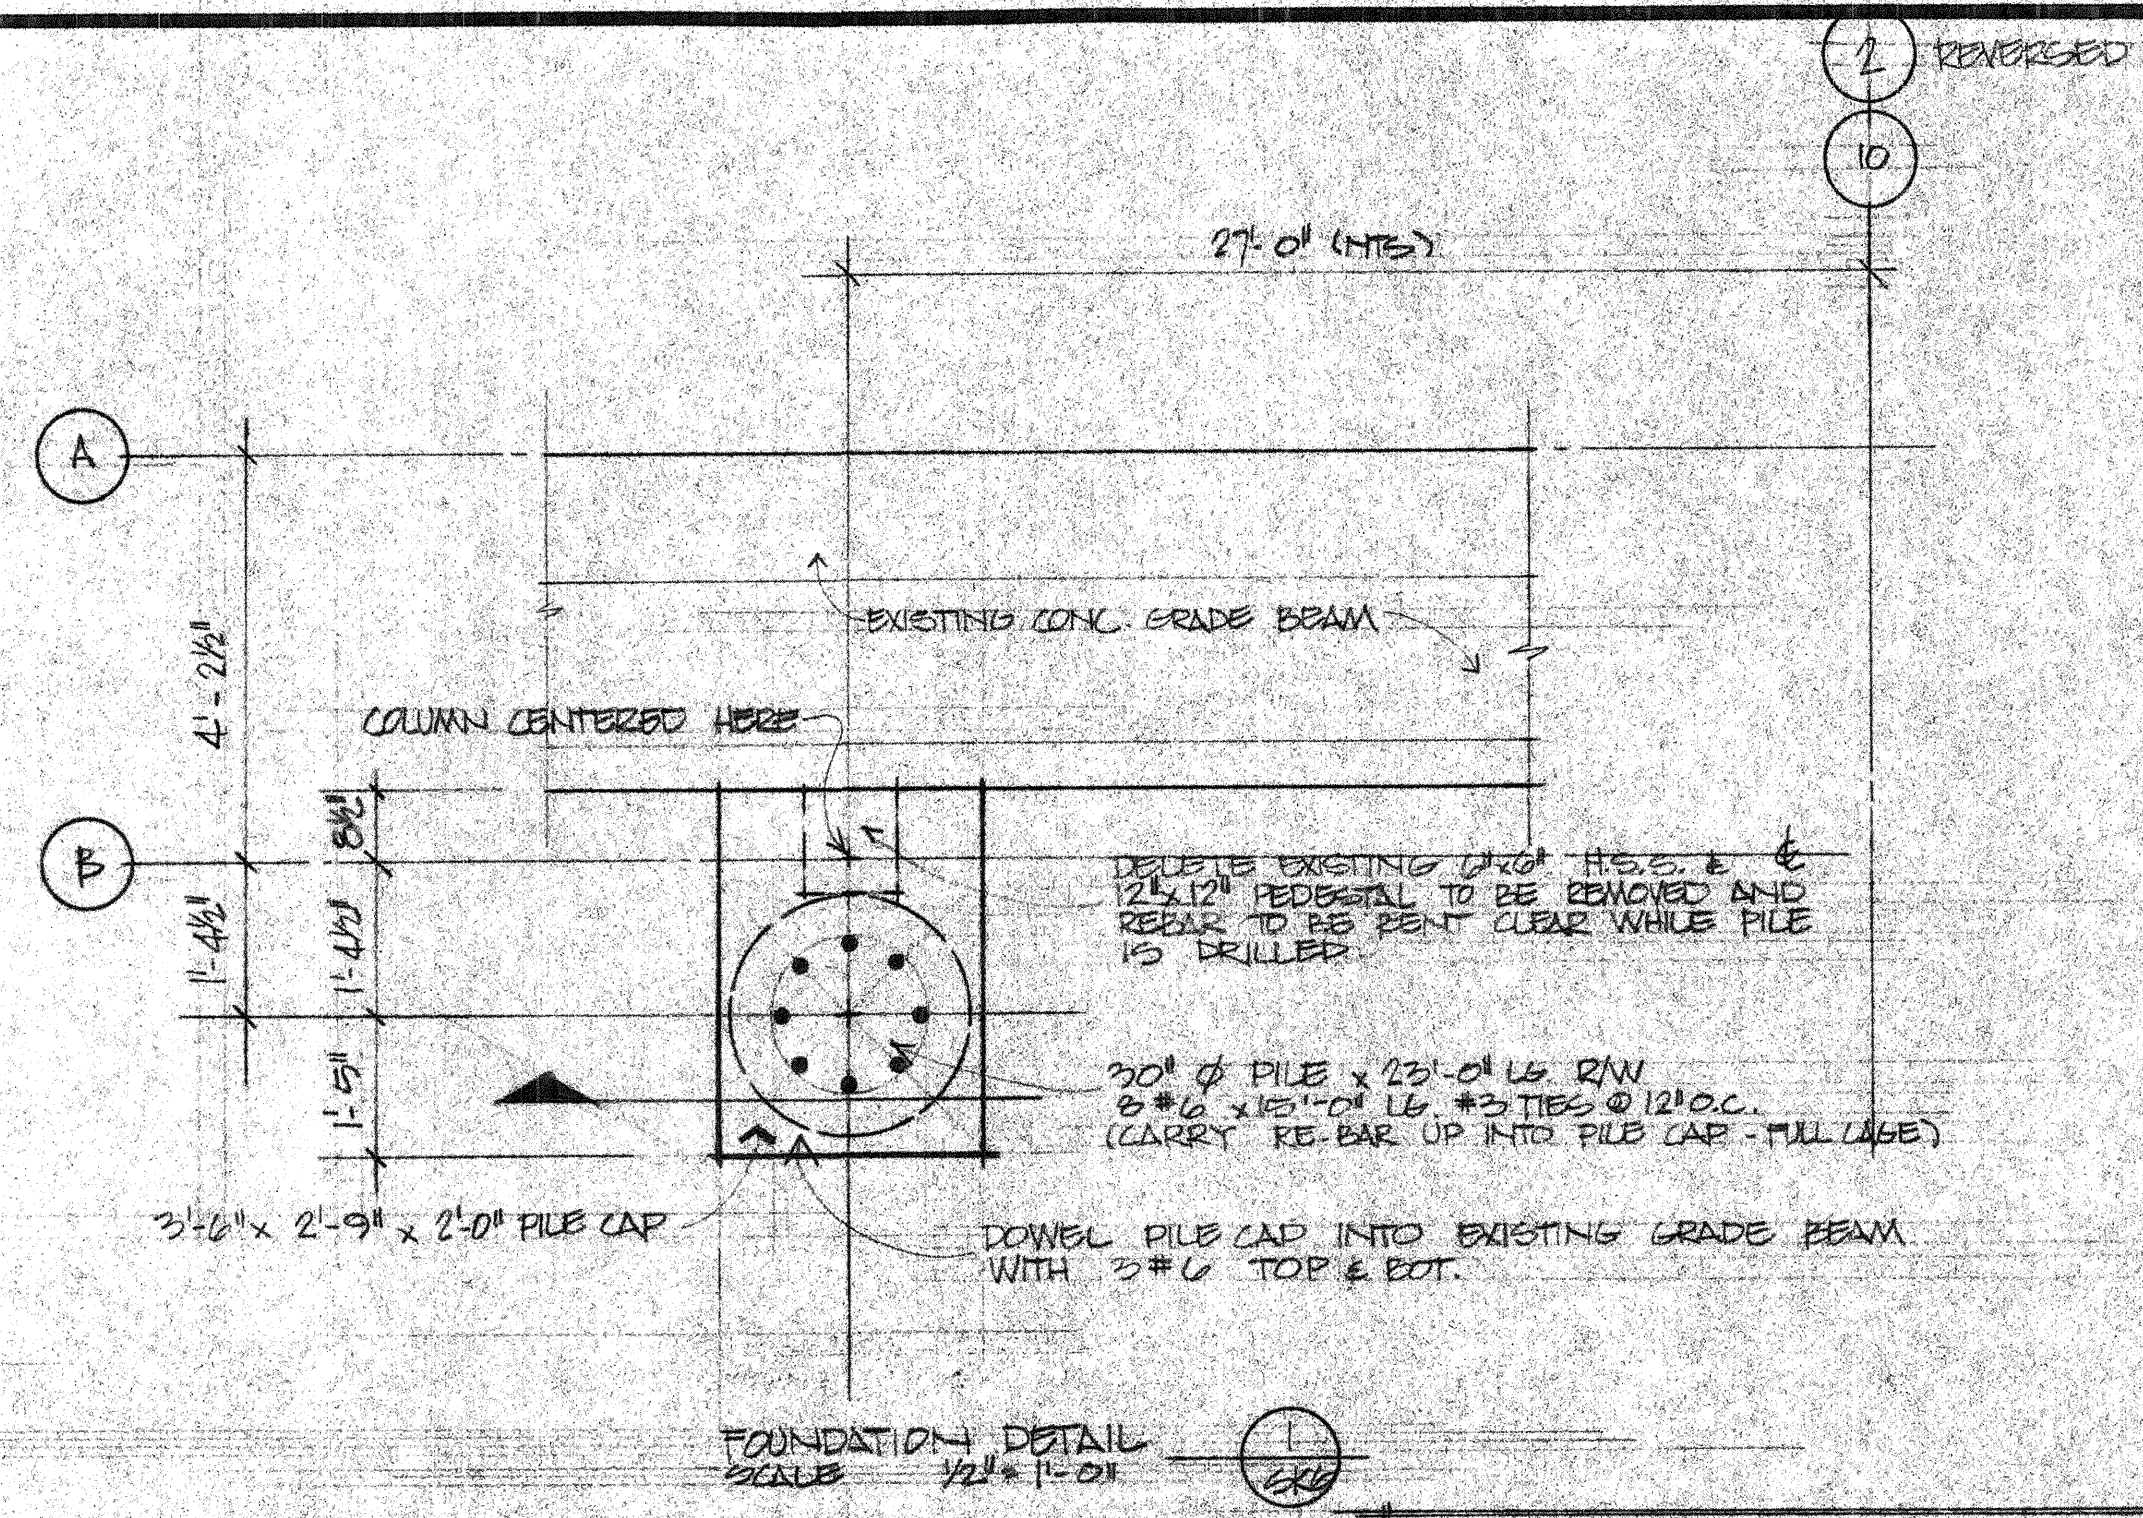 2 REVERSED
10
27'-0" (NTS)
A
4'-2½"
EXISTING CONC. GRADE BEAM
COLUMN CENTERED HERE
8½"
B
DELETE EXISTING 6"x6" H.S.S. & ℄
12"x12" PEDESTAL TO BE REMOVED AND
REBAR TO BE BENT CLEAR WHILE PILE
IS DRILLED
1'-4½"
1'-4½"
1'-5"
30" Ø PILE x 23'-0" LG. R/W
8 #6 x 15'-0" LG. #3 TIES @ 12" O.C.
(CARRY RE-BAR UP INTO PILE CAP - FULL CAGE)
3'-6" x 2'-9" x 2'-0" PILE CAP
DOWEL PILE CAP INTO EXISTING GRADE BEAM
WITH 3 #6 TOP & BOT.
FOUNDATION DETAIL
SCALE ½" = 1'-0"
1